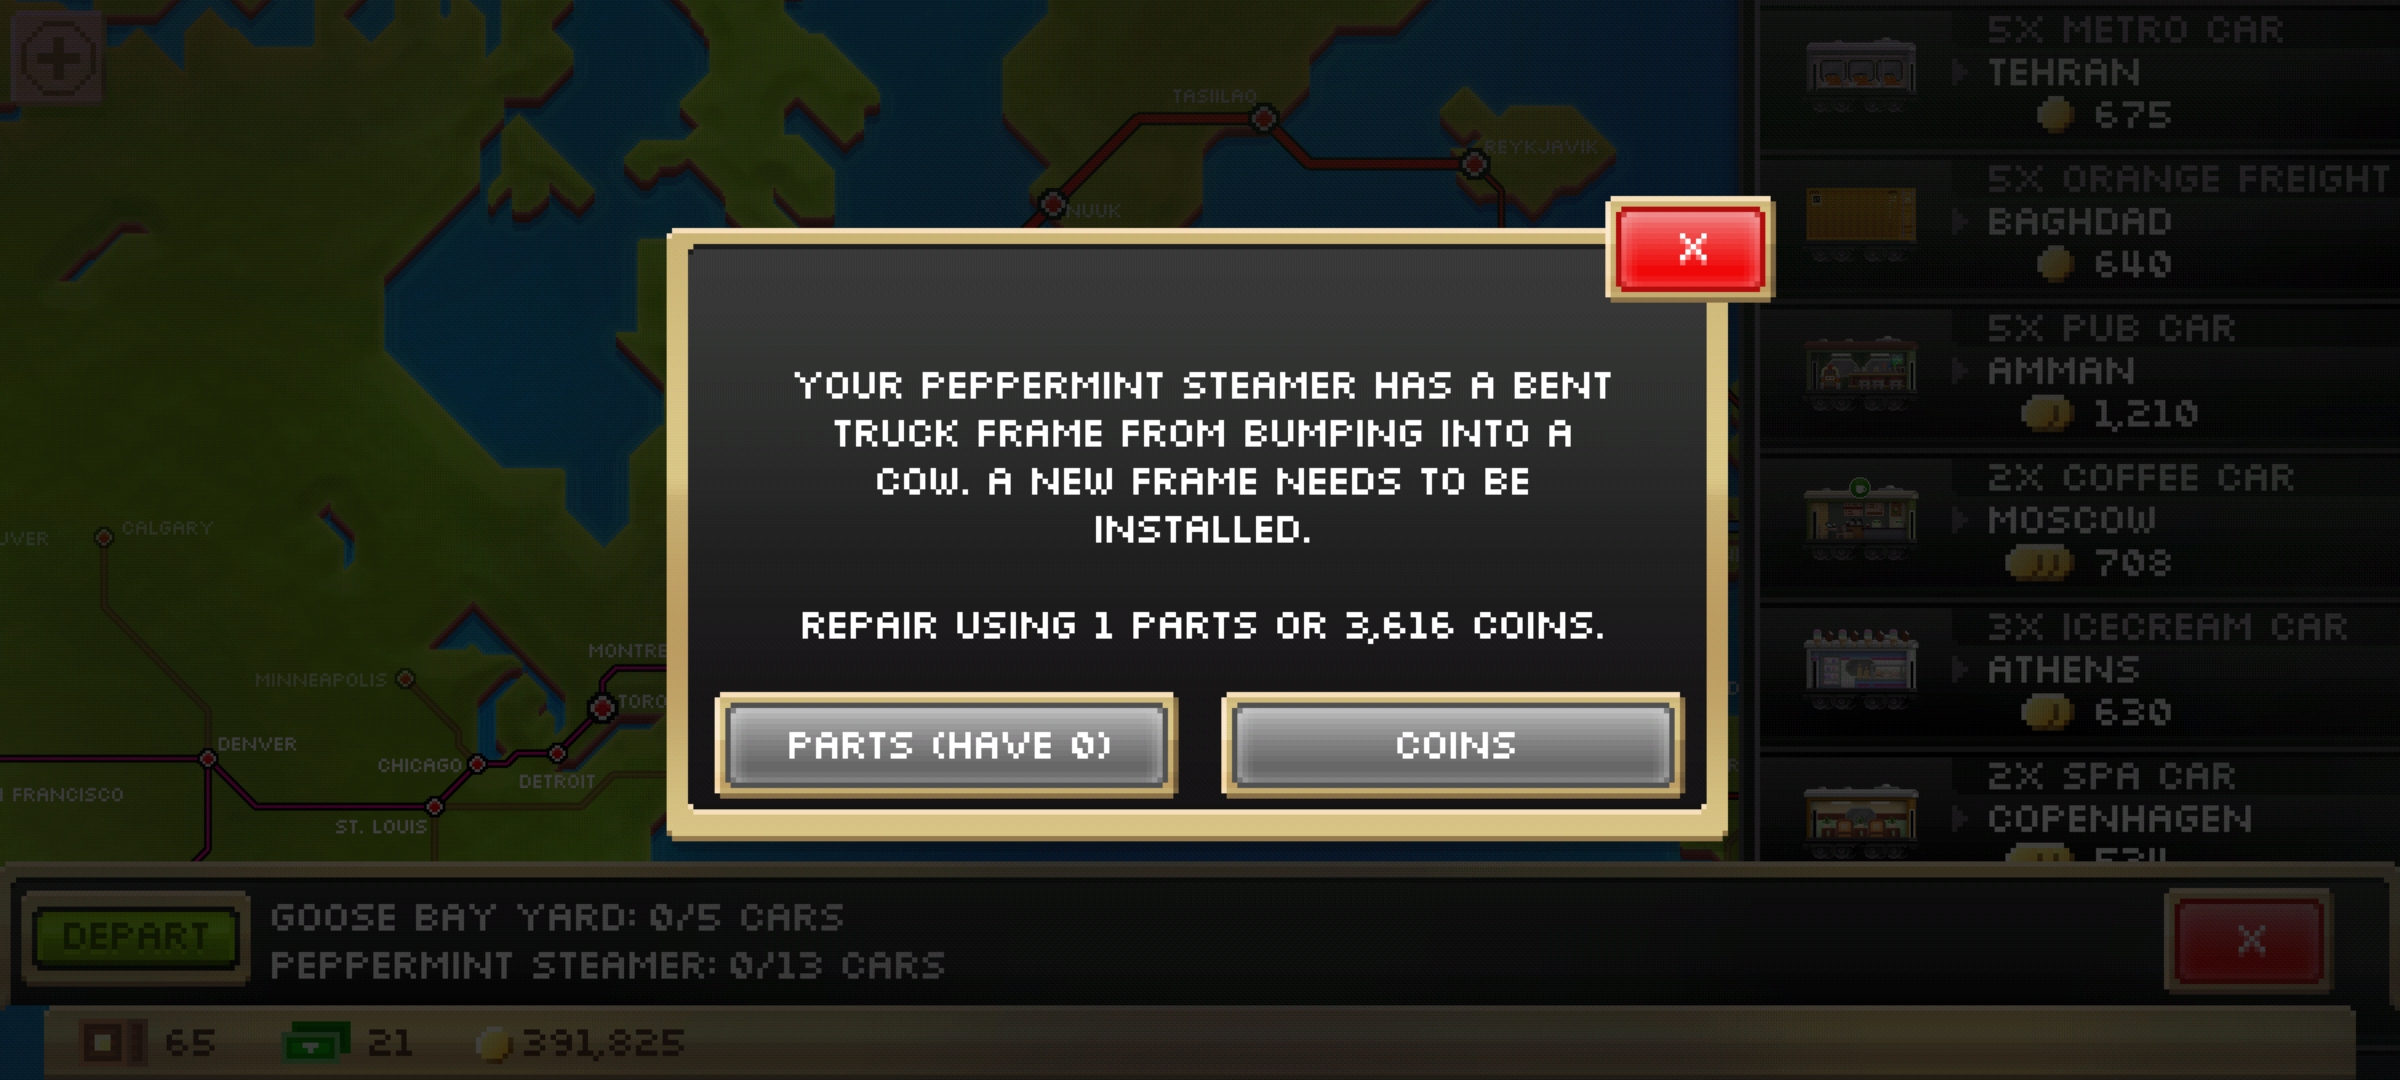 TASIILAQ
REYKJAVIK
NUUK
CALGARY
MINNEAPOLIS
DENVER
CHICAGO
DETROIT
FRANCISCO
ST. LOUIS
5X METRO CAR
TEHRAN
675
5X ORANGE FREIGHT
BAGHDAD
640
5X PUB CAR
AMMAN
1,210
2X COFFEE CAR
MOSCOW
708
3X ICECREAM CAR
ATHENS
630
2X SPA CAR
COPENHAGEN
X
YOUR PEPPERMINT STEAMER HAS A BENT
TRUCK FRAME FROM BUMPING INTO A
COW. A NEW FRAME NEEDS TO BE
INSTALLED.
REPAIR USING 1 PARTS OR 3,616 COINS.
PARTS (HAVE 0)
COINS
DEPART
GOOSE BAY YARD: 0/5 CARS
PEPPERMINT STEAMER: 0/13 CARS
X
65
21
391,825